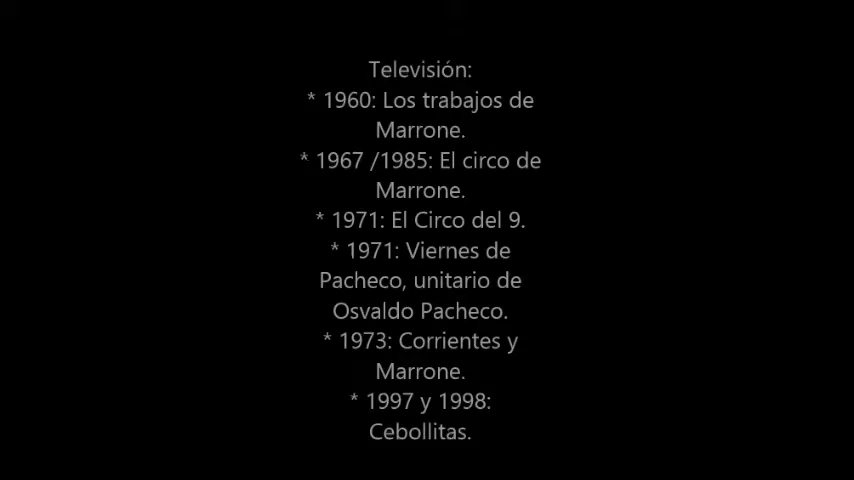 Televisión:
* 1960: Los trabajos de
Marrone.
* 1967 /1985: El circo de
Marrone.
* 1971: El Circo del 9.
* 1971: Viernes de
Pacheco, unitario de
Osvaldo Pacheco.
* 1973: Corrientes y
Marrone.
* 1997 y 1998:
Cebollitas.